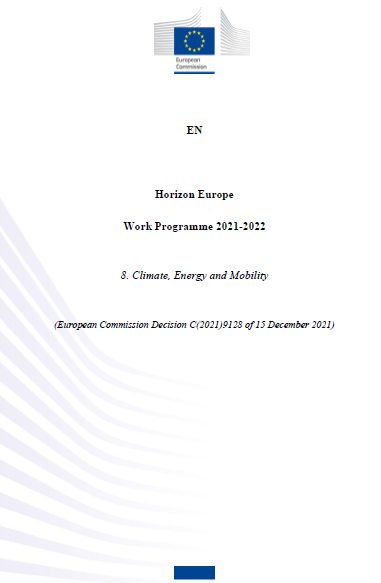 European
Commission
EN
Horizon Europe
Work Programme 2021-2022
8. Climate, Energy and Mobility
(European Commission Decision C(2021)9128 of 15 December 2021)